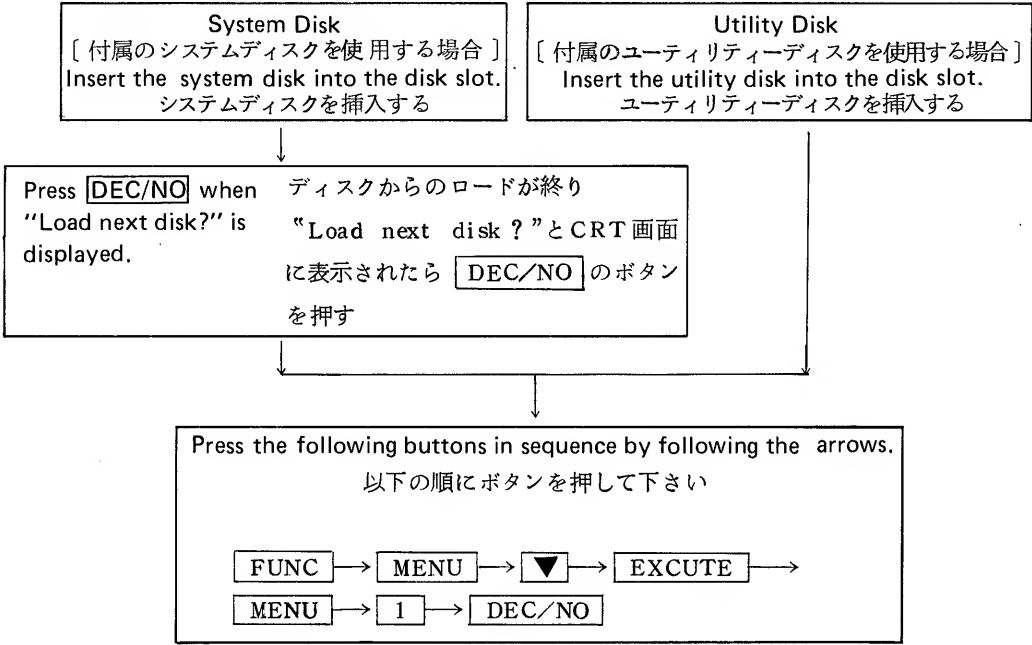 System Disk
[ 付属のシステムディスクを使用する場合 ]
Insert the system disk into the disk slot.
システムディスクを挿入する
Utility Disk
[ 付属のユーティリティーディスクを使用する場合 ]
Insert the utility disk into the disk slot.
ユーティリティーディスクを挿入する
Press DEC/NO when
"Load next disk?" is
displayed.
ディスクからのロードが終り
“Load next disk ? ”とCRT画面
に表示されたら DEC/NO のボタン
を押す
Press the following buttons in sequence by following the arrows.
以下の順にボタンを押して下さい
FUNC → MENU → ▼ → EXCUTE →
MENU → 1 → DEC/NO